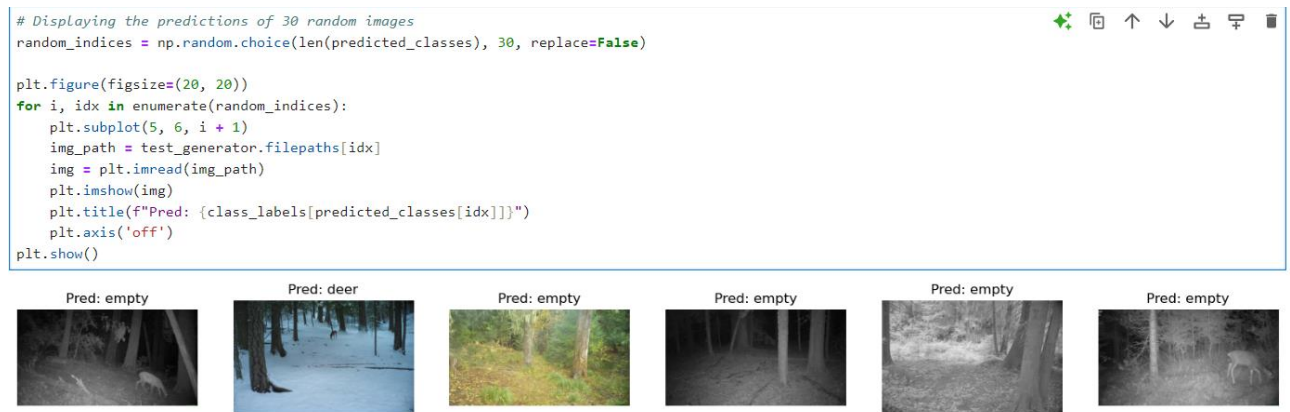 # Displaying the predictions of 30 random images
random_indices = np.random.choice(len(predicted_classes), 30, replace=False)
plt.figure(figsize=(20, 20))
for i, idx in enumerate(random_indices):
    plt.subplot(5, 6, i + 1)
    img_path = test_generator.filepaths[idx]
    img = plt.imread(img_path)
    plt.imshow(img)
    plt.title(f"Pred: {class_labels[predicted_classes[idx]]}")
    plt.axis('off')
plt.show()
Pred: empty
Pred: deer
Pred: empty
Pred: empty
Pred: empty
Pred: empty